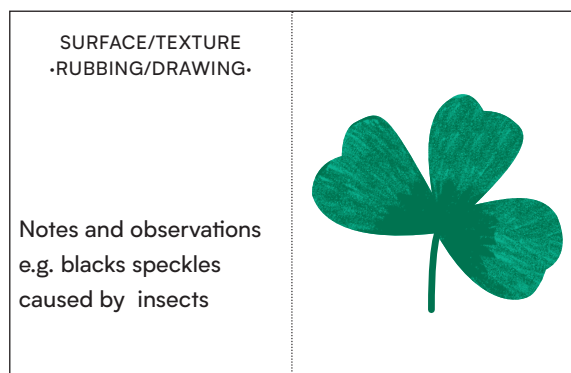 SURFACE/TEXTURE
•RUBBING/DRAWING•
Notes and observations
e.g. blacks speckles
caused by  insects